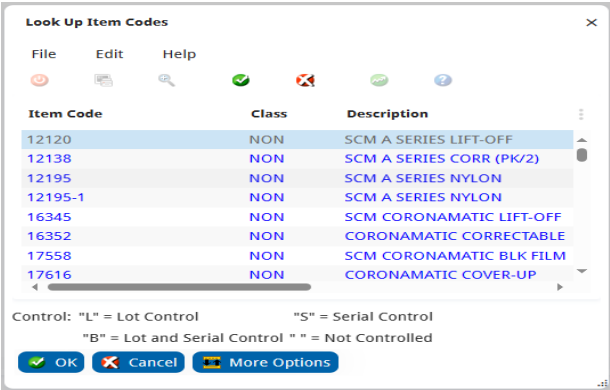 Look Up Item Codes
File Edit Help
Item Code Class Description
12120 NON SCM A SERIES LIFT-OFF
12138 NON SCM A SERIES CORR (PK/2)
12195 NON SCM A SERIES NYLON
12195-1 NON SCM A SERIES NYLON
16345 NON SCM CORONAMATIC LIFT-OFF
16352 NON CORONAMATIC CORRECTABLE
17558 NON SCM CORONAMATIC BLK FILM
17616 NON CORONAMATIC COVER-UP
Control: "L" = Lot Control "S" = Serial Control
"B" = Lot and Serial Control " " = Not Controlled
OK Cancel More Options